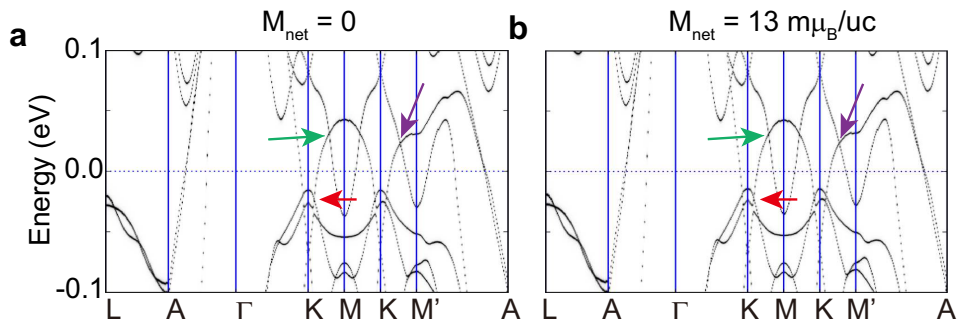 a
M_net = 0
b
M_net = 13 mμ_B/uc
Energy (eV)
0.1
0.0
-0.1
L A Γ K M K M' A
L A Γ K M K M' A